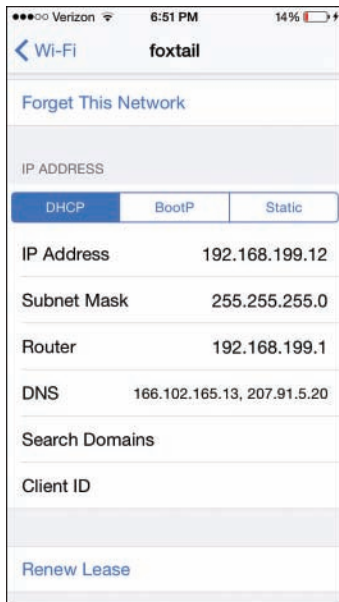 Verizon 6:51 PM 14%
Wi-Fi foxtail
Forget This Network
IP ADDRESS
DHCP BootP Static
IP Address 192.168.199.12
Subnet Mask 255.255.255.0
Router 192.168.199.1
DNS 166.102.165.13, 207.91.5.20
Search Domains
Client ID
Renew Lease